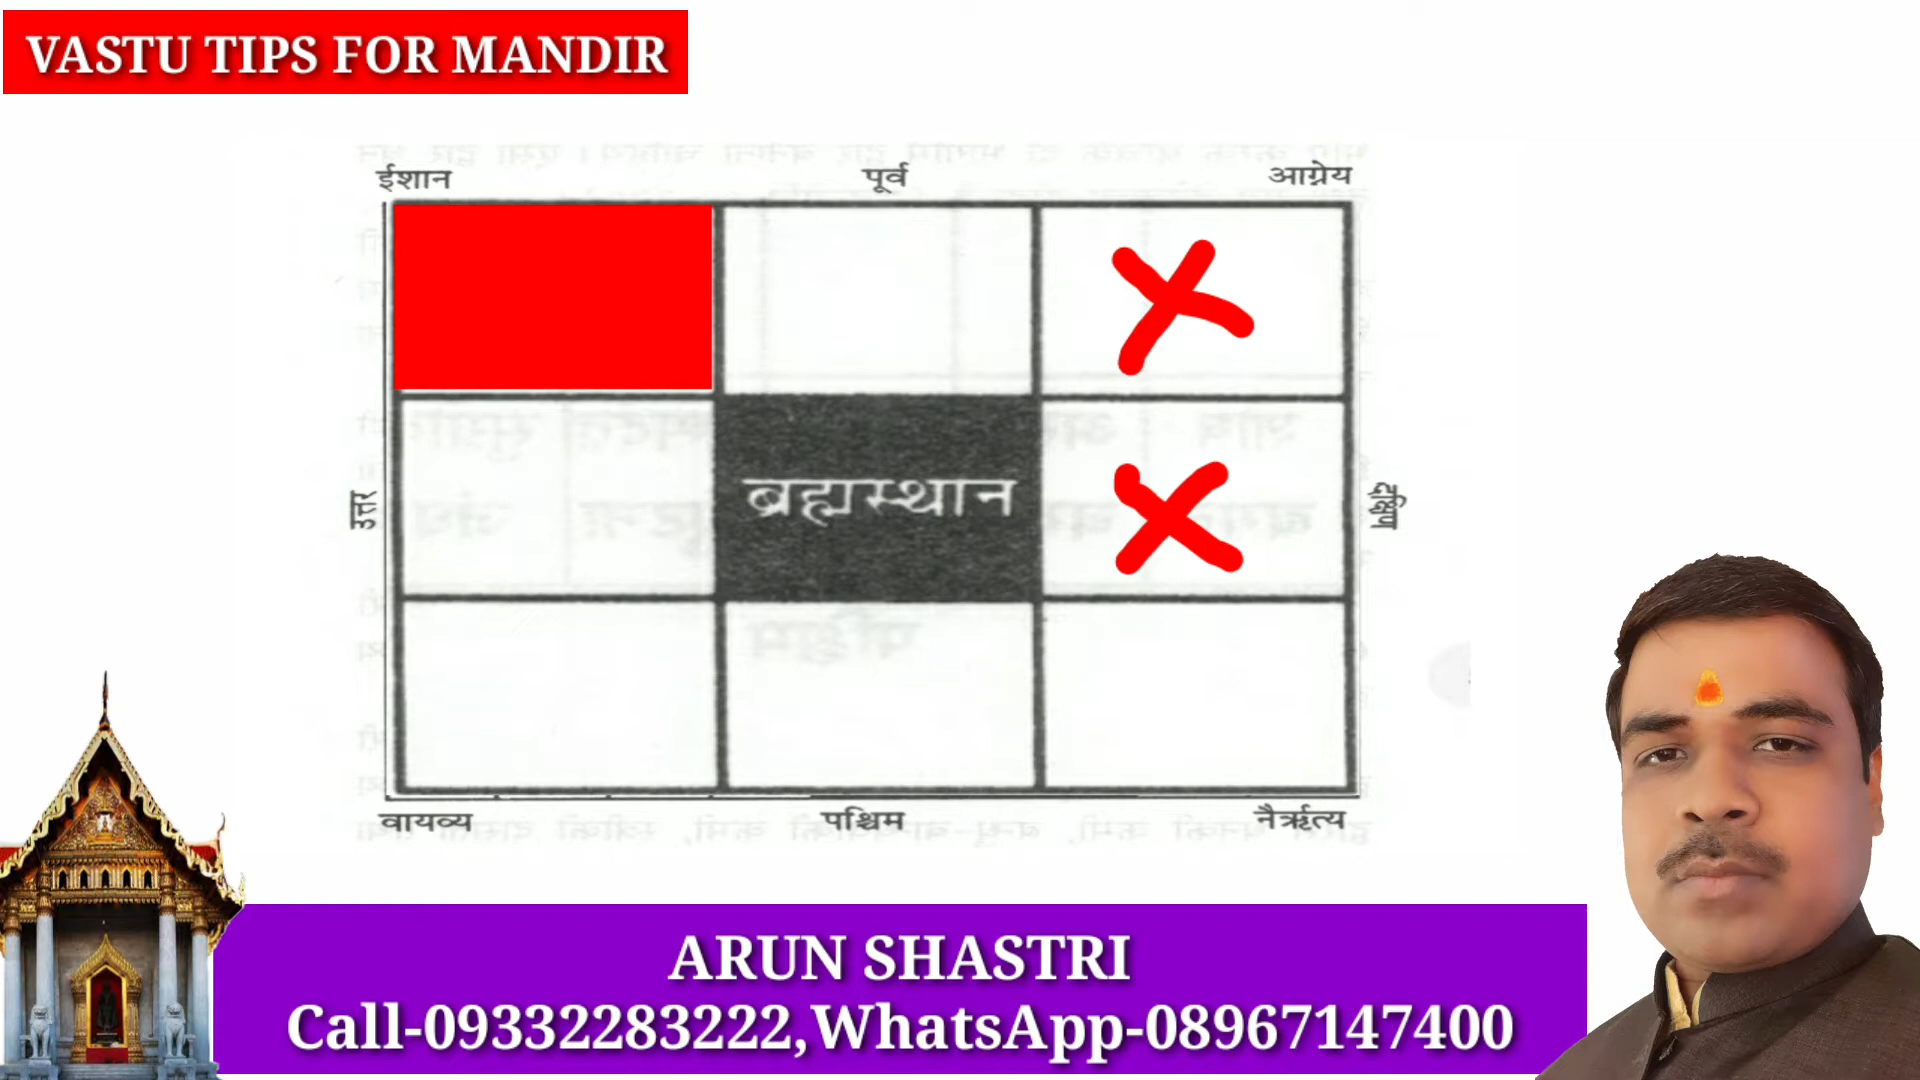 VASTU TIPS FOR MANDIR
ईशान पूर्व आग्नेय
उत्तर ब्रह्मस्थान दक्षिण
वायव्य पश्चिम नैर्ऋत्य
ARUN SHASTRI
Call-09332283222,WhatsApp-08967147400